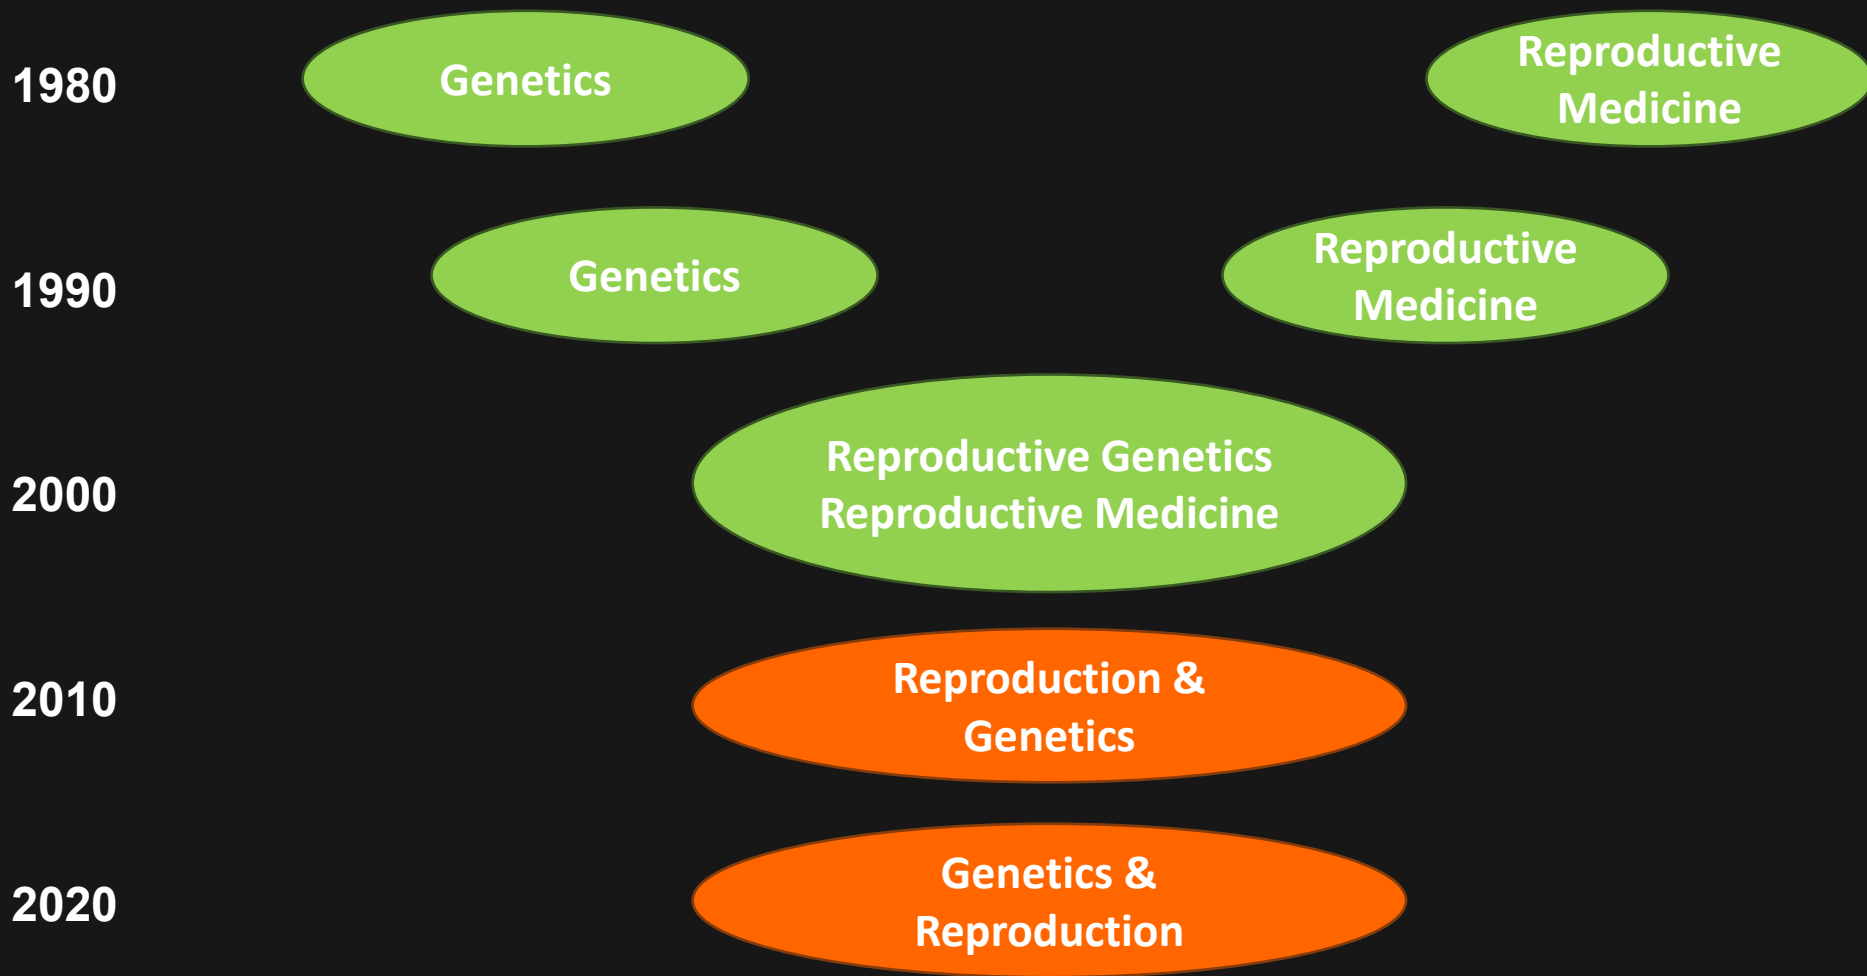 1980
Genetics
Reproductive
Medicine
1990
Genetics
Reproductive
Medicine
2000
Reproductive Genetics
Reproductive Medicine
2010
Reproduction &
Genetics
2020
Genetics &
Reproduction